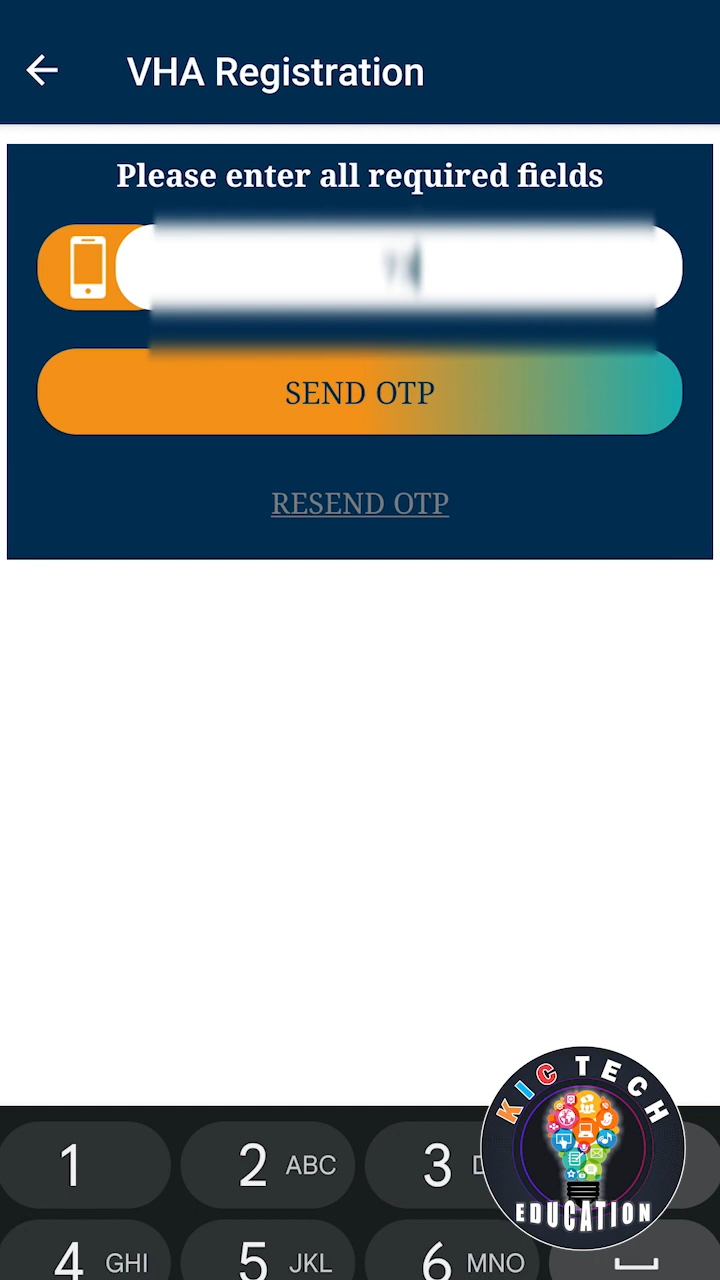 VHA Registration
Please enter all required fields
SEND OTP
RESEND OTP
1
2 ABC
3
KIC TECH
EDUCATION
4 GHI
5 JKL
6 MNO